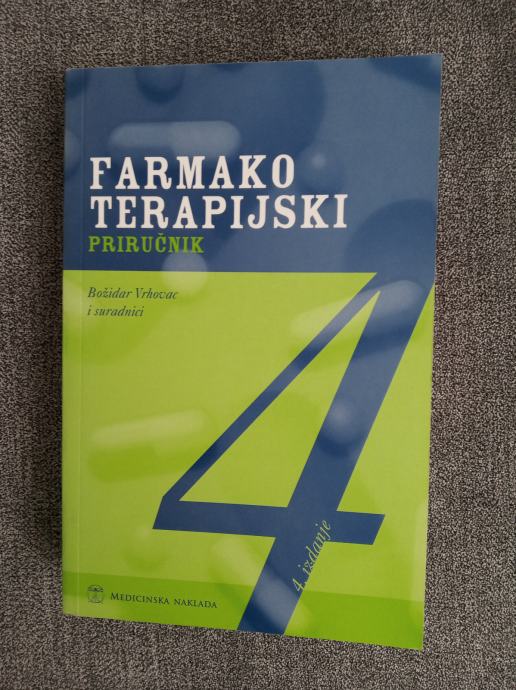 FARMAKO
TERAPIJSKI
PRIRUČNIK
Božidar Vrhovac
i suradnici
4
4. izdanje
MEDICINSKA NAKLADA